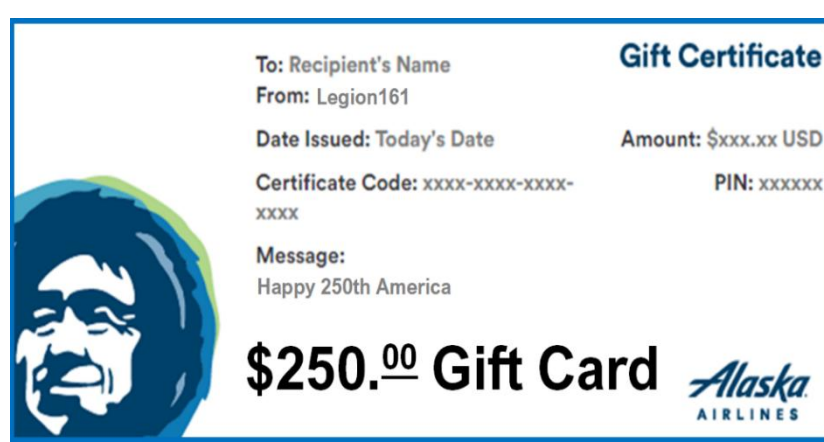 Gift Certificate
To: Recipient's Name
From: Legion161
Date Issued: Today's Date
Amount: $xxx.xx USD
Certificate Code: xxxx-xxxx-xxxx-
xxxx
PIN: xxxxxx
Message:
Happy 250th America
$250.00 Gift Card
Alaska
AIRLINES